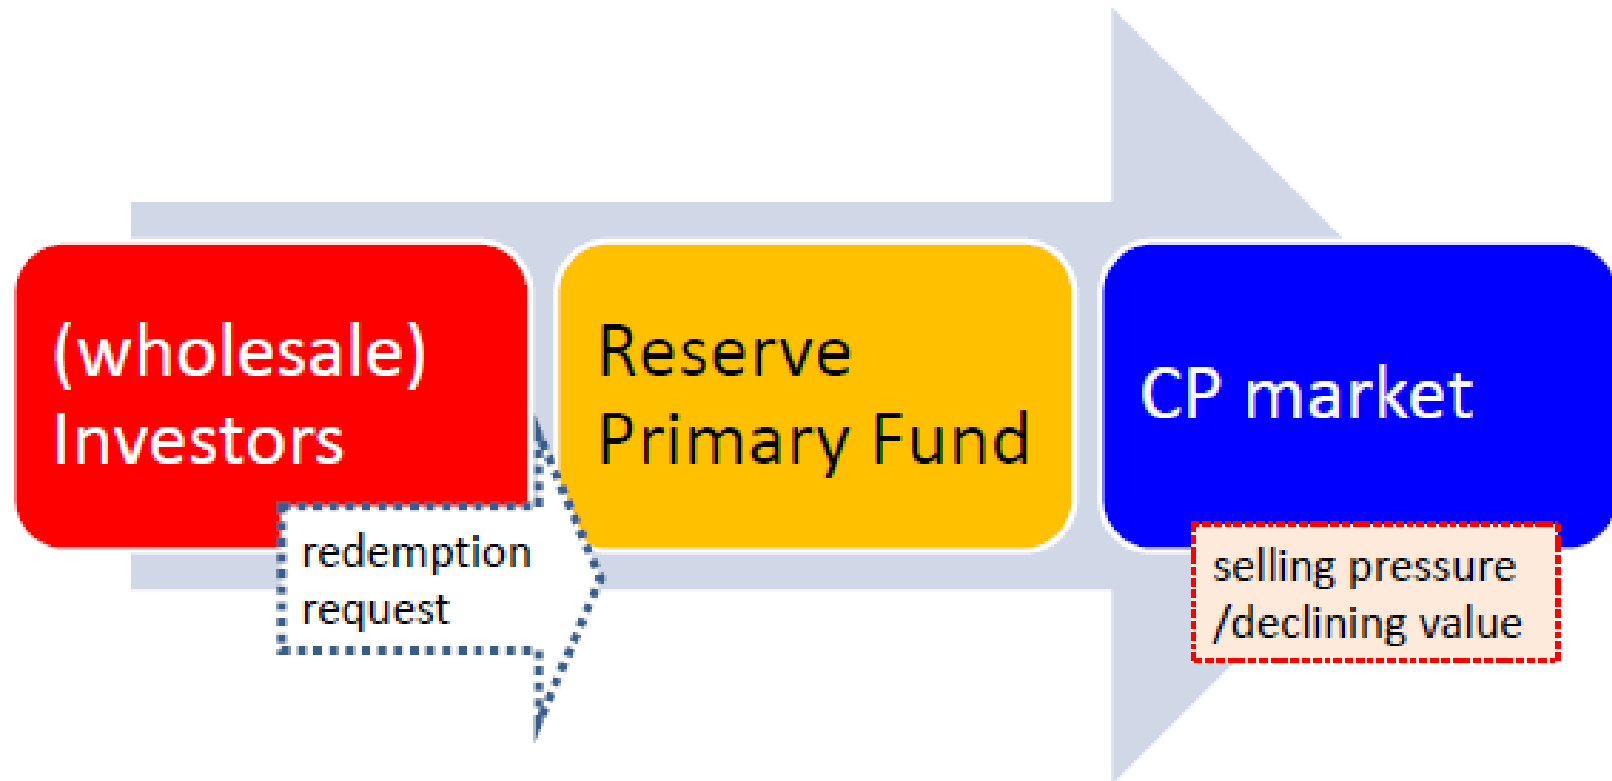 (wholesale)
Investors
Reserve
Primary Fund
CP market
redemption
request
selling pressure
/declining value